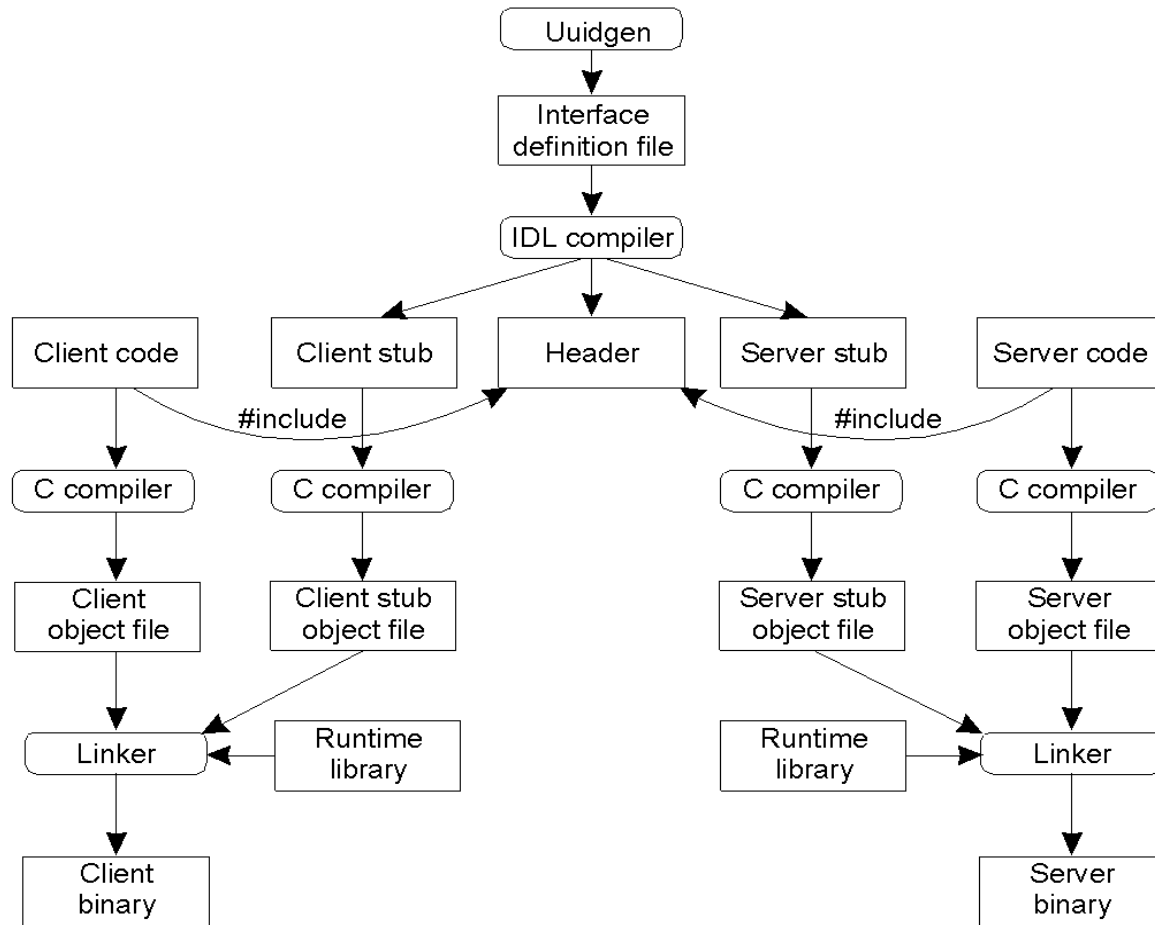 Uuidgen
Interface
definition file
IDL compiler
Client code
Client stub
Header
Server stub
Server code
#include
#include
C compiler
C compiler
C compiler
C compiler
Client
object file
Client stub
object file
Server stub
object file
Server
object file
Linker
Runtime
library
Runtime
library
Linker
Client
binary
Server
binary